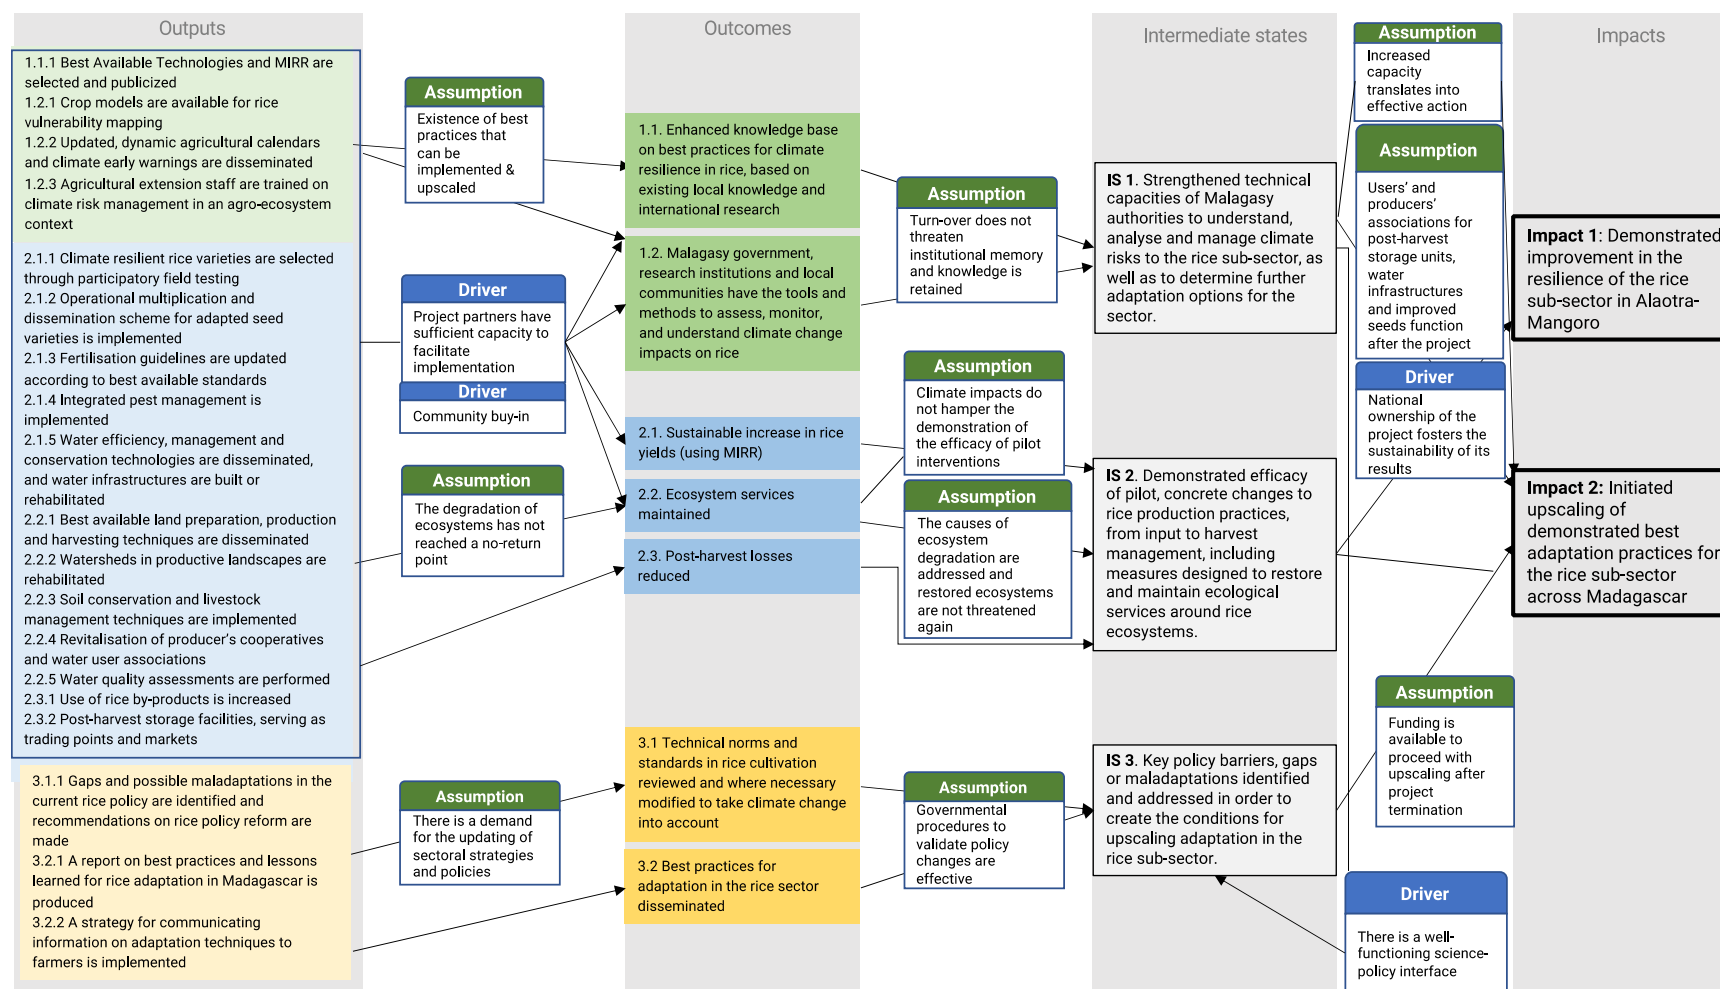 Outputs
1.1.1 Best Available Technologies and MIRR are
selected and publicized
1.2.1 Crop models are available for rice
vulnerability mapping
1.2.2 Updated, dynamic agricultural calendars
and climate early warnings are disseminated
1.2.3 Agricultural extension staff are trained on
climate risk management in an agro-ecosystem
context
2.1.1 Climate resilient rice varieties are selected
through participatory field testing
2.1.2 Operational multiplication and
dissemination scheme for adapted seed
varieties is implemented
2.1.3 Fertilisation guidelines are updated
according to best available standards
2.1.4 Integrated pest management is
implemented
2.1.5 Water efficiency, management and
conservation technologies are disseminated,
and water infrastructures are built or
rehabilitated
2.2.1 Best available land preparation, production
and harvesting techniques are disseminated
2.2.2 Watersheds in productive landscapes are
rehabilitated
2.2.3 Soil conservation and livestock
management techniques are implemented
2.2.4 Revitalisation of producer's cooperatives
and water user associations
2.2.5 Water quality assessments are performed
2.3.1 Use of rice by-products is increased
2.3.2 Post-harvest storage facilities, serving as
trading points and markets
3.1.1 Gaps and possible maladaptations in the
current rice policy are identified and
recommendations on rice policy reform are
made
3.2.1 A report on best practices and lessons
learned for rice adaptation in Madagascar is
produced
3.2.2 A strategy for communicating
information on adaptation techniques to
farmers is implemented
Assumption
Existence of best
practices that
can be
implemented &
upscaled
Driver
Project partners have
sufficient capacity to
facilitate
implementation
Driver
Community buy-in
Assumption
The degradation of
ecosystems has not
reached a no-return
point
Assumption
There is a demand
for the updating of
sectoral strategies
and policies
Outcomes
1.1. Enhanced knowledge base
on best practices for climate
resilience in rice, based on
existing local knowledge and
international research
1.2. Malagasy government,
research institutions and local
communities have the tools and
methods to assess, monitor,
and understand climate change
impacts on rice
2.1. Sustainable increase in rice
yields (using MIRR)
2.2. Ecosystem services
maintained
2.3. Post-harvest losses
reduced
3.1 Technical norms and
standards in rice cultivation
reviewed and where necessary
modified to take climate change
into account
3.2 Best practices for
adaptation in the rice sector
disseminated
Assumption
Turn-over does not
threaten
institutional memory
and knowledge is
retained
Assumption
Climate impacts do
not hamper the
demonstration of
the efficacy of pilot
interventions
Assumption
The causes of
ecosystem
degradation are
addressed and
restored ecosystems
are not threatened
again
Assumption
Governmental
procedures to
validate policy
changes are
effective
Intermediate states
IS 1. Strengthened technical
capacities of Malagasy
authorities to understand,
analyse and manage climate
risks to the rice sub-sector, as
well as to determine further
adaptation options for the
sector.
IS 2. Demonstrated efficacy
of pilot, concrete changes to
rice production practices,
from input to harvest
management, including
measures designed to restore
and maintain ecological
services around rice
ecosystems.
IS 3. Key policy barriers, gaps
or maladaptations identified
and addressed in order to
create the conditions for
upscaling adaptation in the
rice sub-sector.
Assumption
Increased
capacity
translates into
effective action
Assumption
Users' and
producers'
associations for
post-harvest
storage units,
water
infrastructures
and improved
seeds function
after the project
Driver
National
ownership of the
project fosters the
sustainability of its
results
Assumption
Funding is
available to
proceed with
upscaling after
project
termination
Driver
There is a well-
functioning science-
policy interface
Impacts
Impact 1: Demonstrated
improvement in the
resilience of the rice
sub-sector in Alaotra-
Mangoro
Impact 2: Initiated
upscaling of
demonstrated best
adaptation practices for
the rice sub-sector
across Madagascar